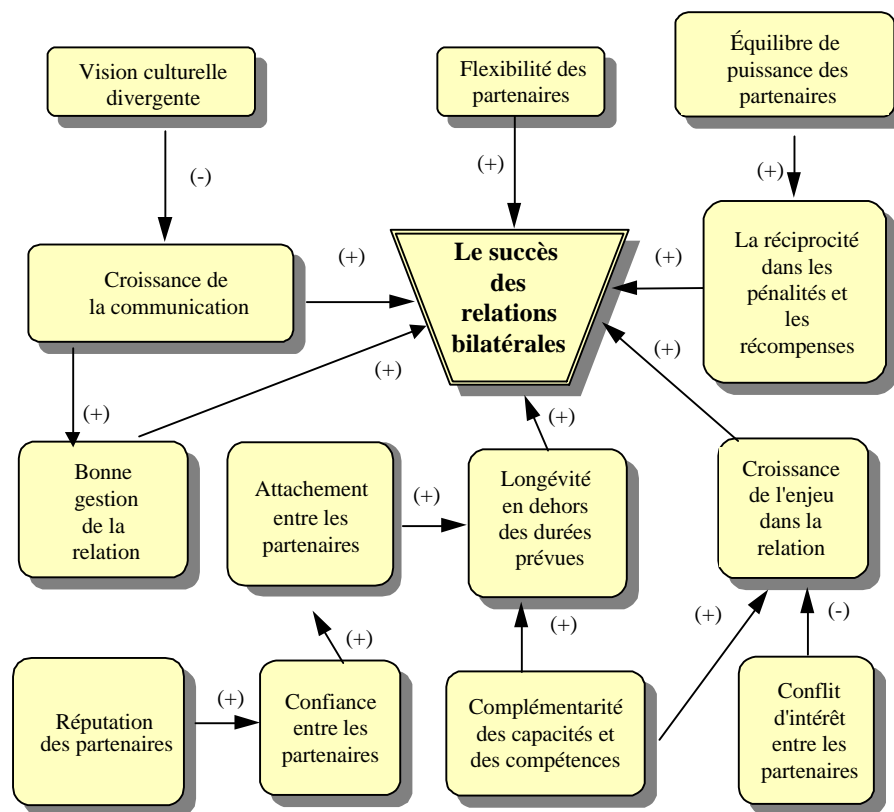 Vision culturelle
divergente
Flexibilité des
partenaires
Équilibre de
puissance des
partenaires
(-)
(+)
(+)
Croissance de
la communication
(+)
Le succès
des
relations
bilatérales
(+)
La réciprocité
dans les
pénalités et
les
récompenses
(+)
(+)
(+)
(+)
Bonne
gestion
de la
relation
Attachement
entre les
partenaires
(+)
Longévité
en dehors
des durées
prévues
Croissance
de l'enjeu
dans la
relation
(+)
(+)
(+)
(-)
Réputation
des partenaires
(+)
Confiance
entre les
partenaires
Complémentarité
des capacités et
des compétences
Conflit
d'intérêt
entre les
partenaires